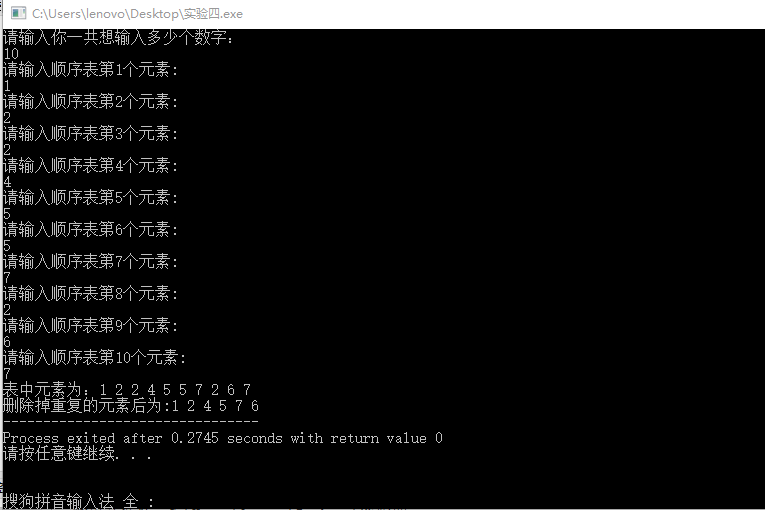 C:\Users\lenovo\Desktop\实验四.exe
请输入你一共想输入多少个数字:
10
请输入顺序表第1个元素:
1
请输入顺序表第2个元素:
2
请输入顺序表第3个元素:
2
请输入顺序表第4个元素:
4
请输入顺序表第5个元素:
5
请输入顺序表第6个元素:
5
请输入顺序表第7个元素:
7
请输入顺序表第8个元素:
2
请输入顺序表第9个元素:
6
请输入顺序表第10个元素:
7
表中元素为: 1 2 2 4 5 5 7 2 6 7
删除掉重复的元素后为:1 2 4 5 7 6
--------------------------------
Process exited after 0.2745 seconds with return value 0
请按任意键继续. . .
搜狗拼音输入法 全 :